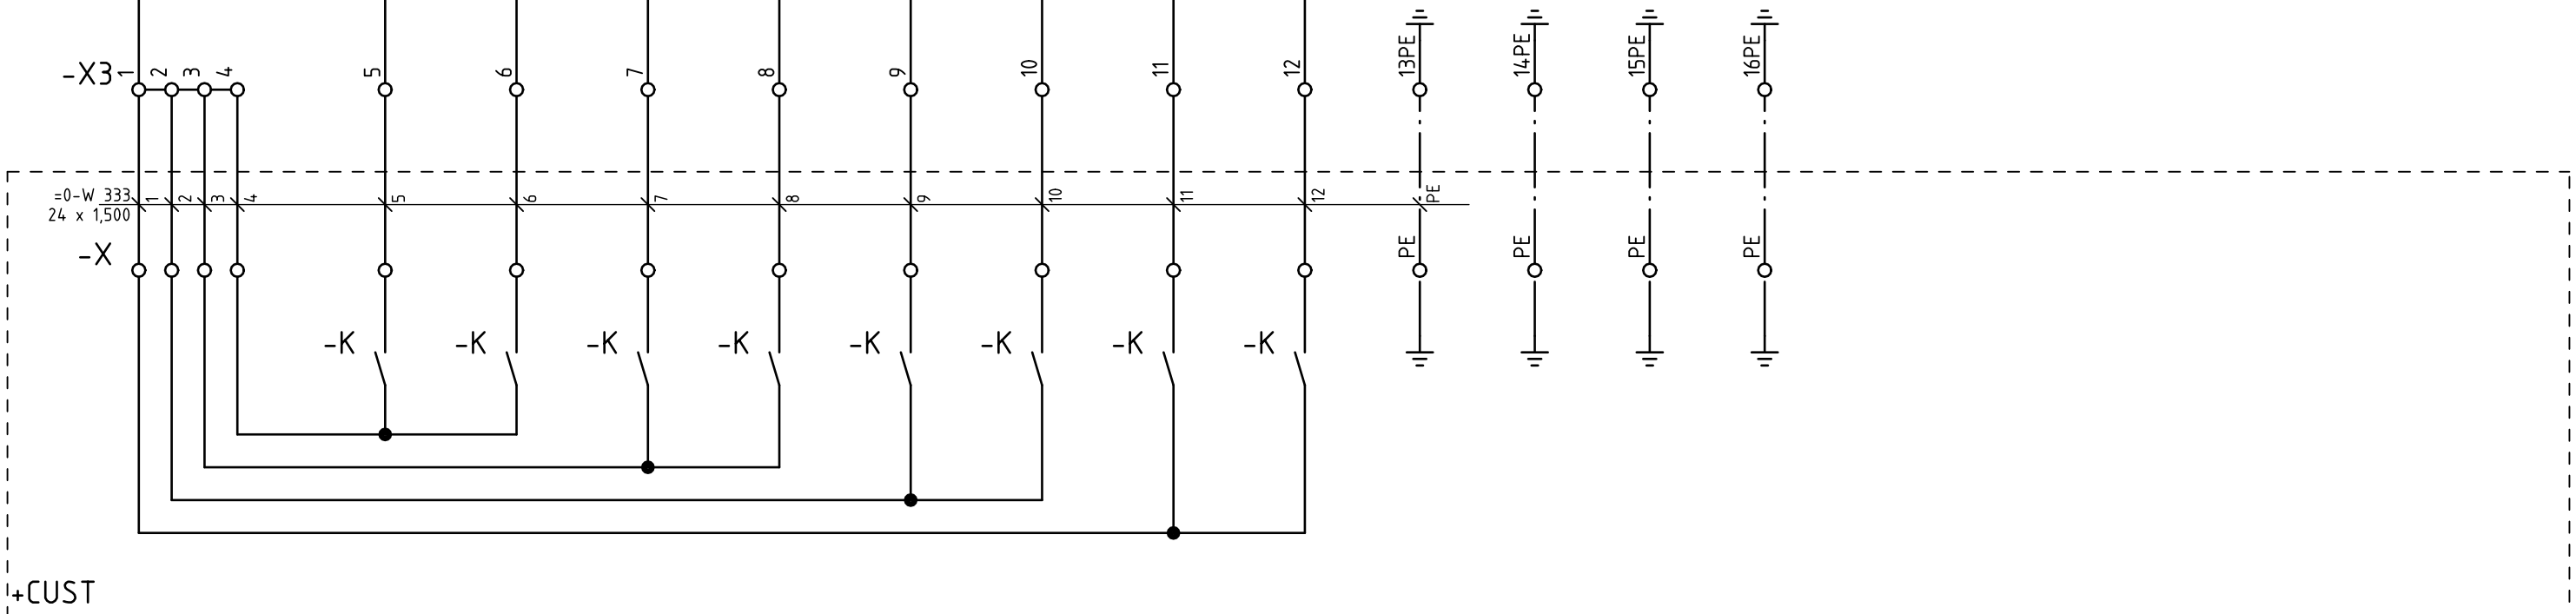 -X3 1 2 3 4 5 6 7 8 9 10 11 12 13PE 14PE 15PE 16PE
=0-W 333 1 2 3 4 5 6 7 8 9 10 11 12 PE
24 x 1,500
-X PE PE PE PE
-K -K -K -K -K -K -K -K
+CUST